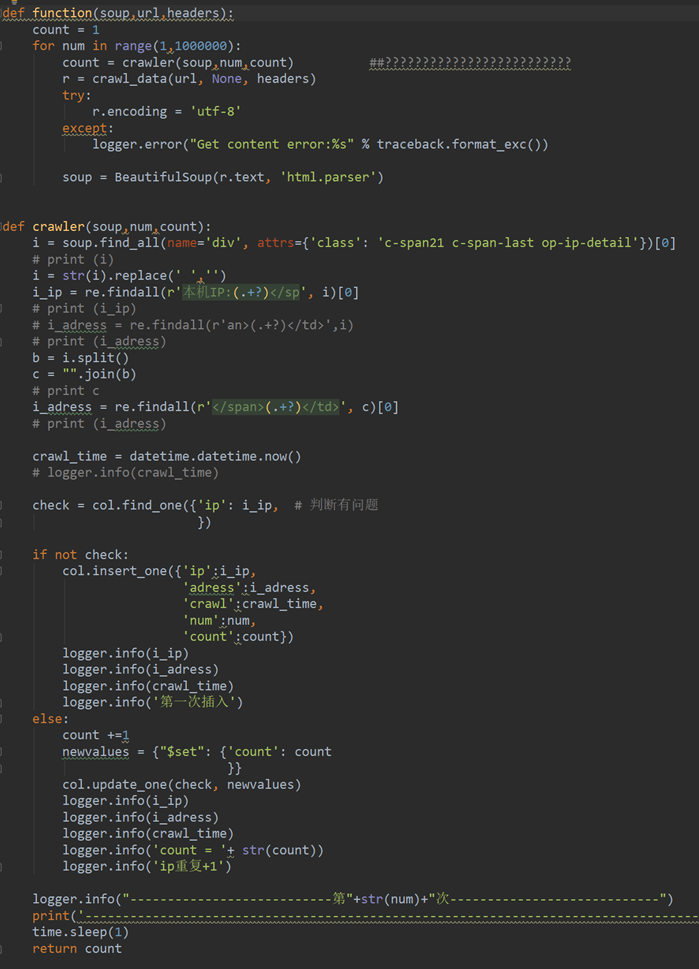 def function(soup,url,headers):
    count = 1
    for num in range(1,1000000):
        count = crawler(soup,num,count)          ##?????????????????????????
        r = crawl_data(url, None, headers)
        try:
            r.encoding = 'utf-8'
        except:
            logger.error("Get content error:%s" % traceback.format_exc())
        soup = BeautifulSoup(r.text, 'html.parser')
def crawler(soup,num,count):
    i = soup.find_all(name='div', attrs={'class': 'c-span21 c-span-last op-ip-detail'})[0]
    # print (i)
    i = str(i).replace(' ','')
    i_ip = re.findall(r'本机IP:(.+?)</sp', i)[0]
    # print (i_ip)
    # i_adress = re.findall(r'an>(.+?)</td>',i)
    # print (i_adress)
    b = i.split()
    c = "".join(b)
    # print c
    i_adress = re.findall(r'</span>(.+?)</td>', c)[0]
    # print (i_adress)
    crawl_time = datetime.datetime.now()
    # logger.info(crawl_time)
    check = col.find_one({'ip': i_ip,  # 判断有问题
                          })
    if not check:
        col.insert_one({'ip':i_ip,
                        'adress':i_adress,
                        'crawl':crawl_time,
                        'num':num,
                        'count':count})
        logger.info(i_ip)
        logger.info(i_adress)
        logger.info(crawl_time)
        logger.info('第一次插入')
    else:
        count +=1
        newvalues = {"$set": {'count': count
                              }}
        col.update_one(check, newvalues)
        logger.info(i_ip)
        logger.info(i_adress)
        logger.info(crawl_time)
        logger.info('count = '+ str(count))
        logger.info('ip重复+1')
    logger.info("---------------------------第"+str(num)+"次----------------------------")
    print('-----------------------------------------------------------------------------------
    time.sleep(1)
    return count